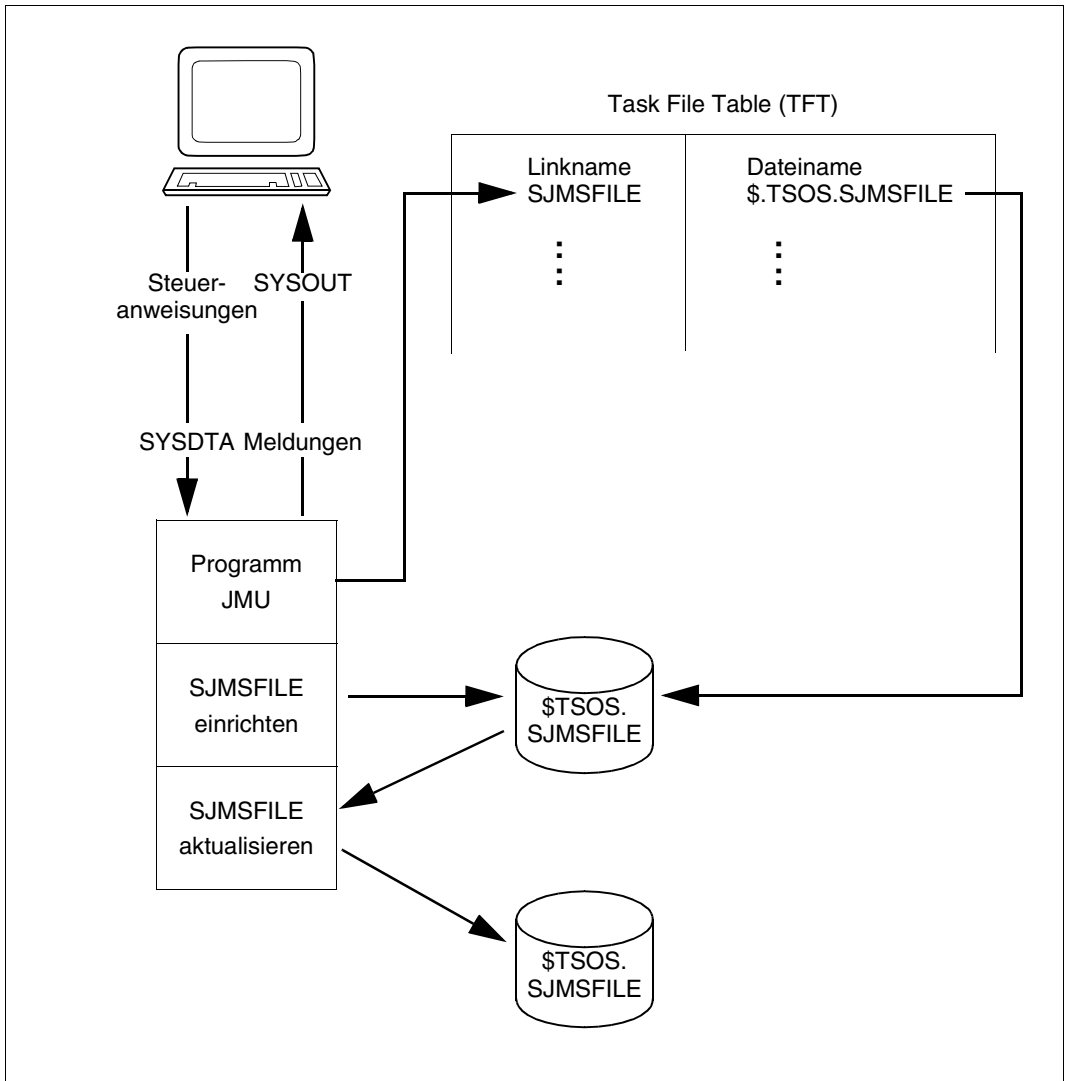 Task File Table (TFT)
Linkname
SJMSFILE
Dateiname
$.TSOS.SJMSFILE
Steuer-
anweisungen
SYSOUT
SYSDTA
Meldungen
Programm
JMU
SJMSFILE
einrichten
$TSOS.
SJMSFILE
SJMSFILE
aktualisieren
$TSOS.
SJMSFILE